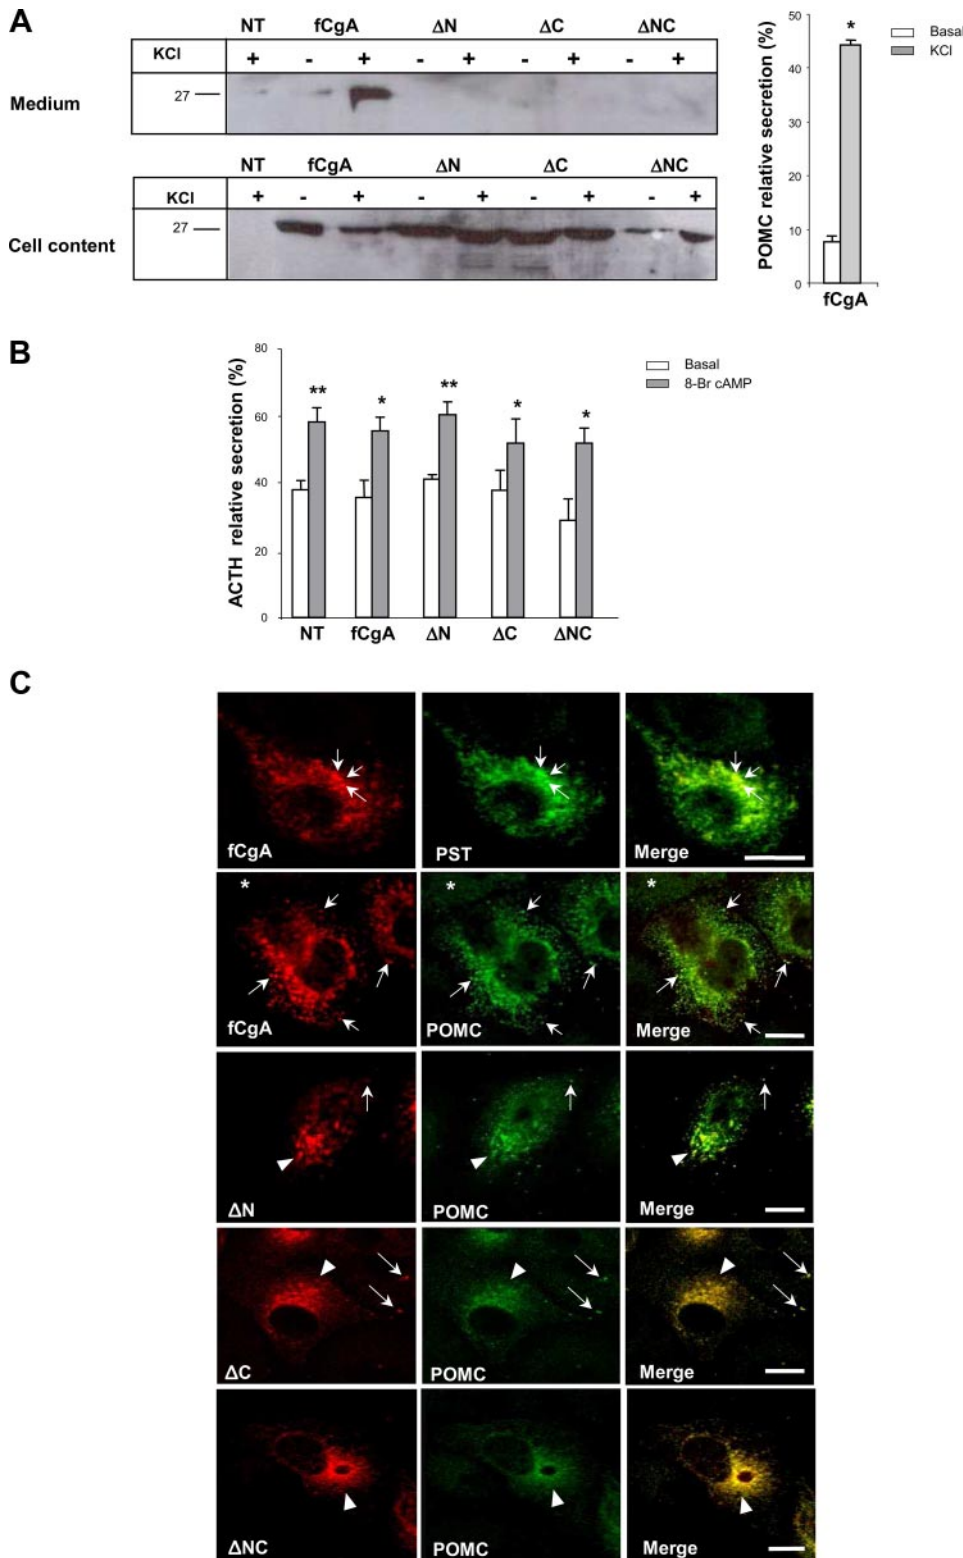 A
NT fCgA ΔN ΔC ΔNC
KCl + - + - + - + - +
Medium 27
NT fCgA ΔN ΔC ΔNC
KCl + - + - + - + - +
Cell content 27
POMC relative secretion (%)
50
40
30
20
10
0
*
fCgA
Basal
KCl
B
ACTH relative secretion (%)
80
60
40
20
0
** * ** * *
NT fCgA ΔN ΔC ΔNC
Basal
8-Br cAMP
C
fCgA PST Merge
* * *
fCgA POMC Merge
ΔN POMC Merge
ΔC POMC Merge
ΔNC POMC Merge